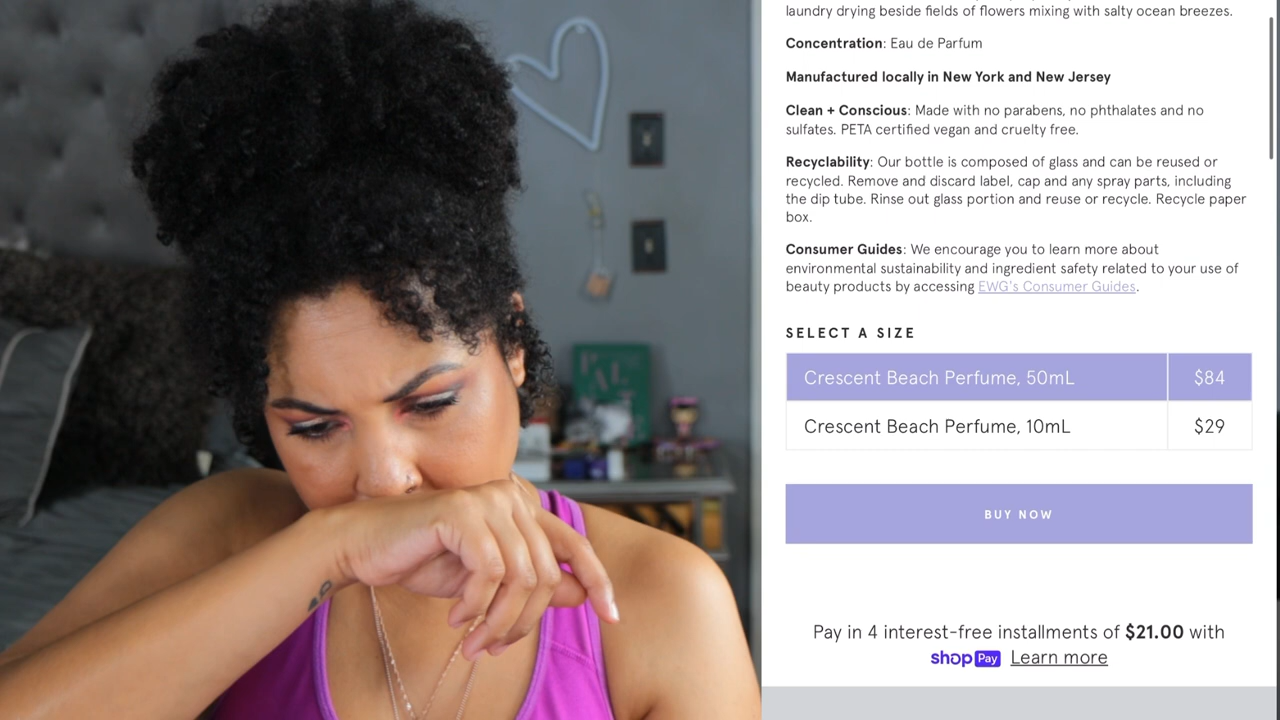 laundry drying beside fields of flowers mixing with salty ocean breezes.
Concentration: Eau de Parfum
Manufactured locally in New York and New Jersey
Clean + Conscious: Made with no parabens, no phthalates and no
sulfates. PETA certified vegan and cruelty free.
Recyclability: Our bottle is composed of glass and can be reused or
recycled. Remove and discard label, cap and any spray parts, including
the dip tube. Rinse out glass portion and reuse or recycle. Recycle paper
box.
Consumer Guides: We encourage you to learn more about
environmental sustainability and ingredient safety related to your use of
beauty products by accessing EWG's Consumer Guides.
SELECT A SIZE
Crescent Beach Perfume, 50mL $84
Crescent Beach Perfume, 10mL $29
BUY NOW
Pay in 4 interest-free installments of $21.00 with
shop Pay Learn more